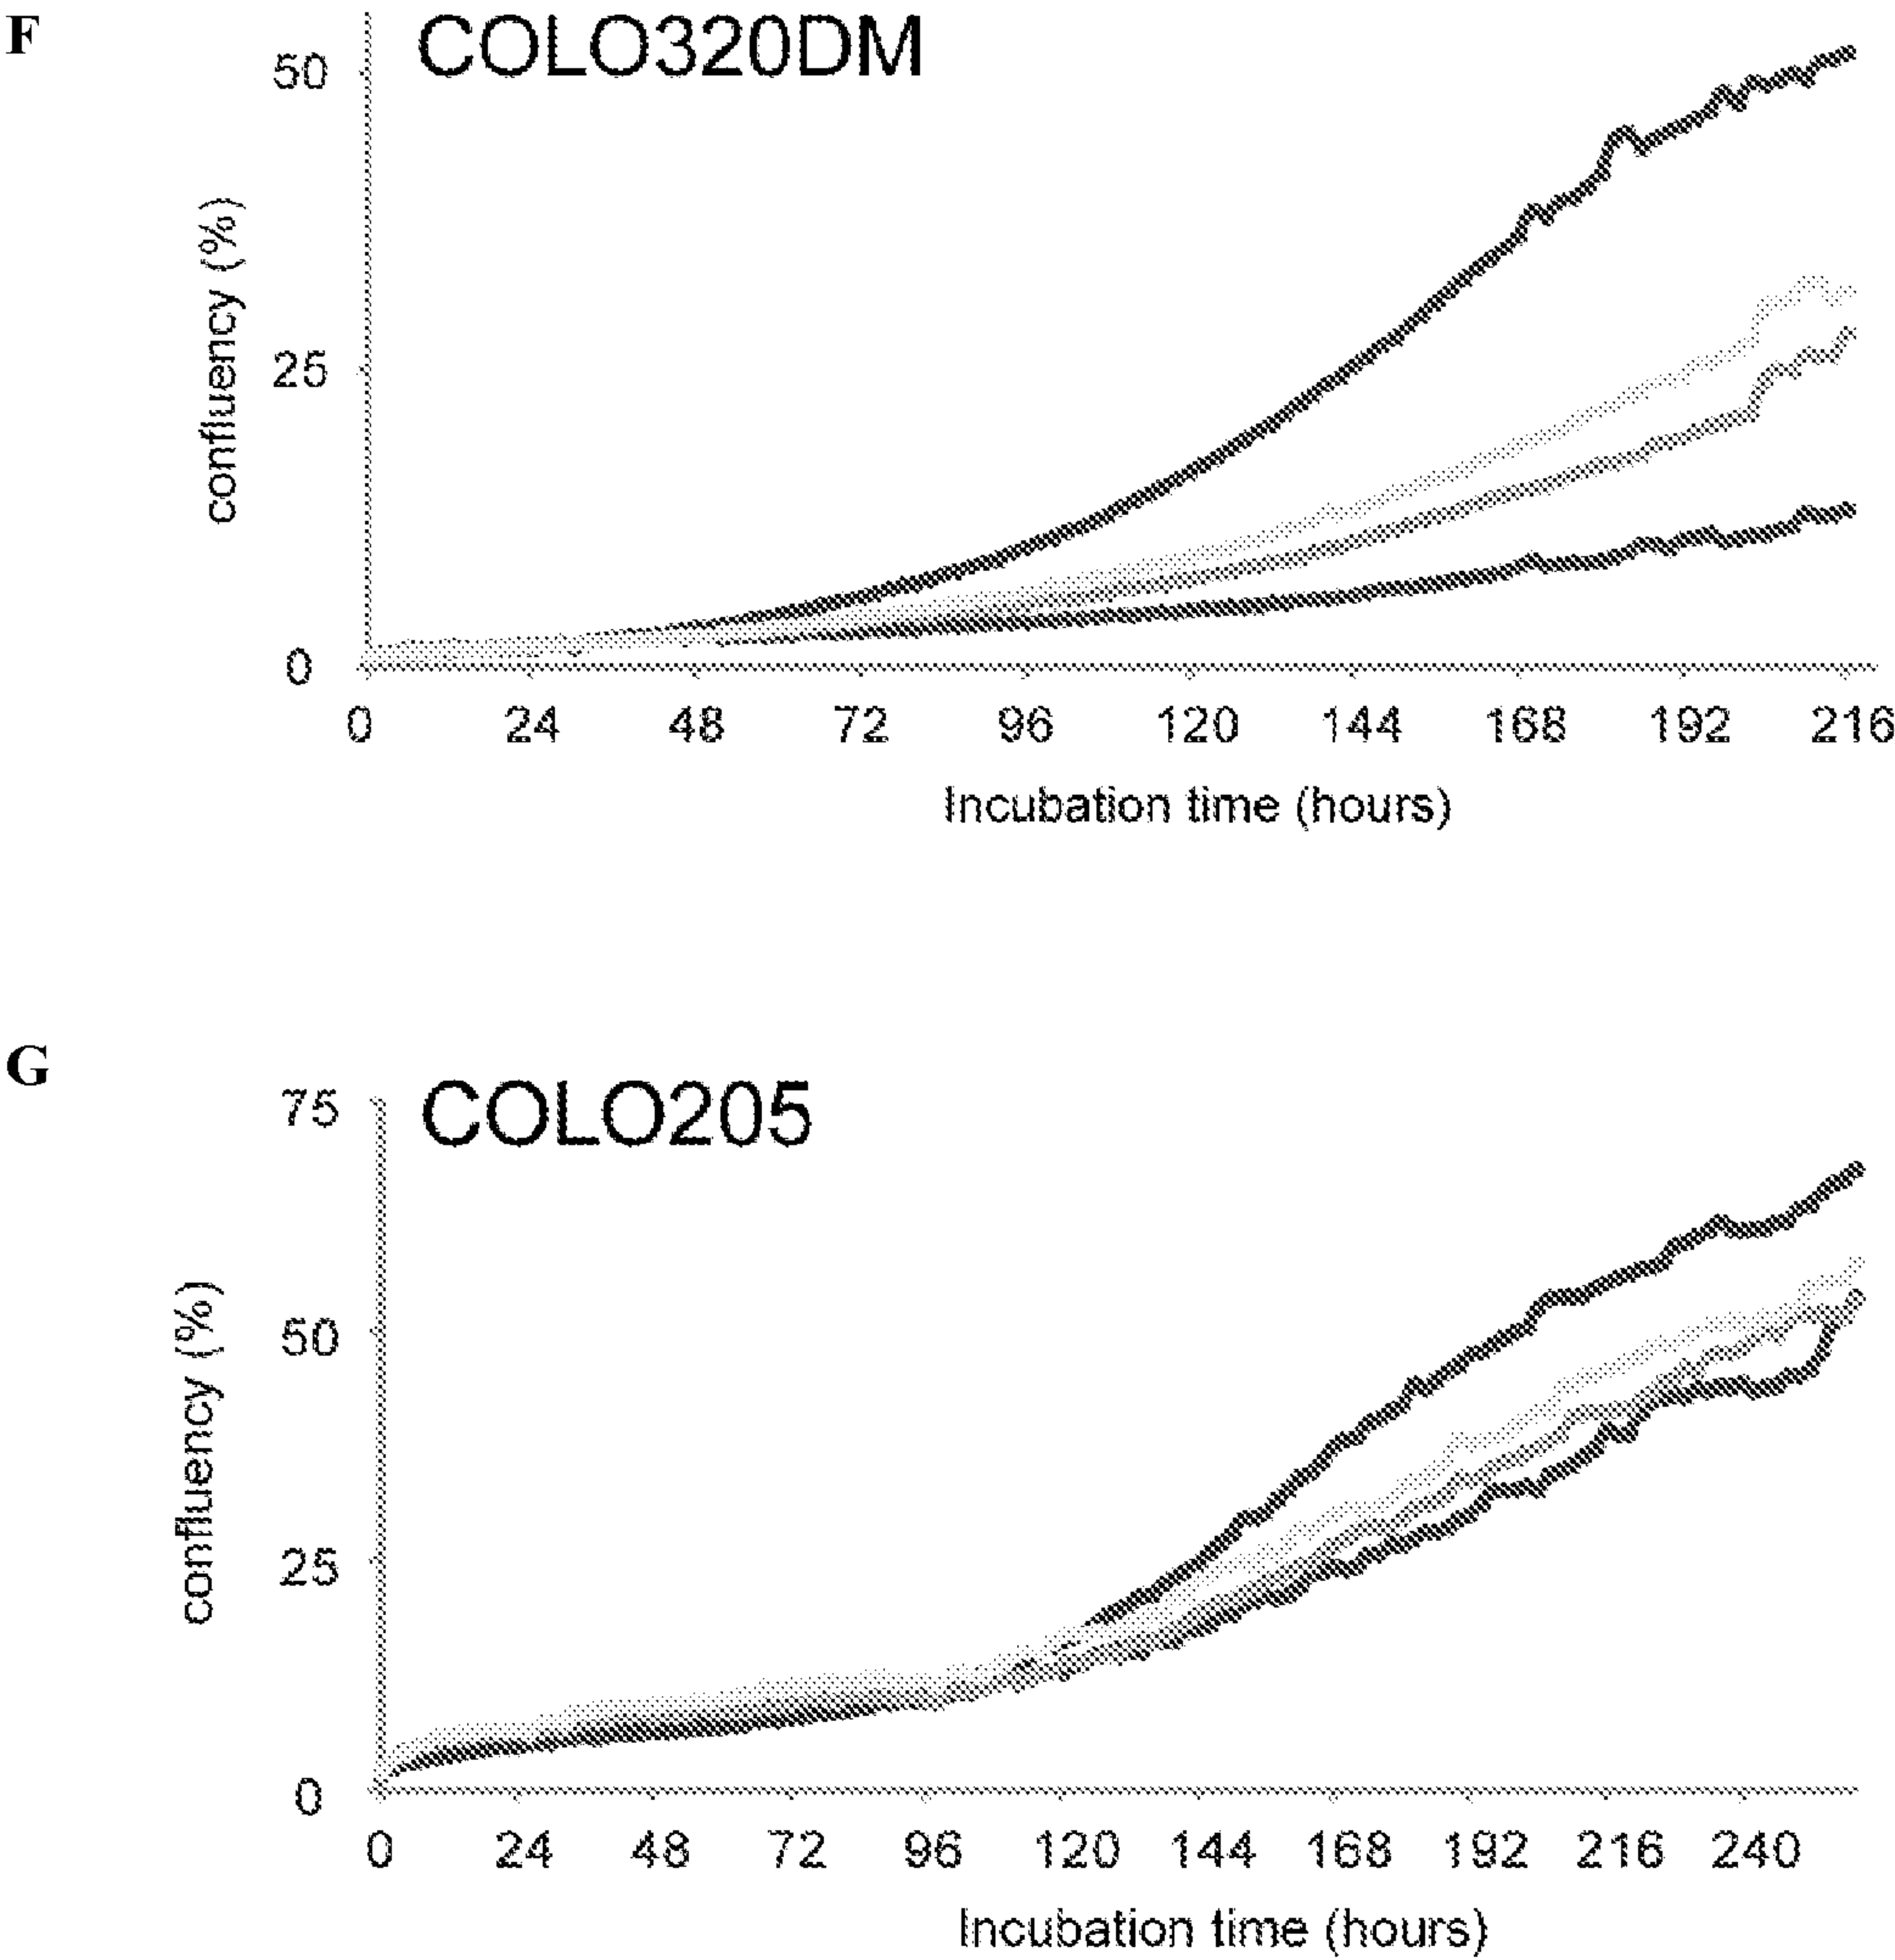 F
COLO320DM
50
25
0
confluency (%)
0 24 48 72 96 120 144 168 192 216
Incubation time (hours)
G
COLO205
75
50
25
0
confluency (%)
0 24 48 72 96 120 144 168 192 216 240
Incubation time (hours)